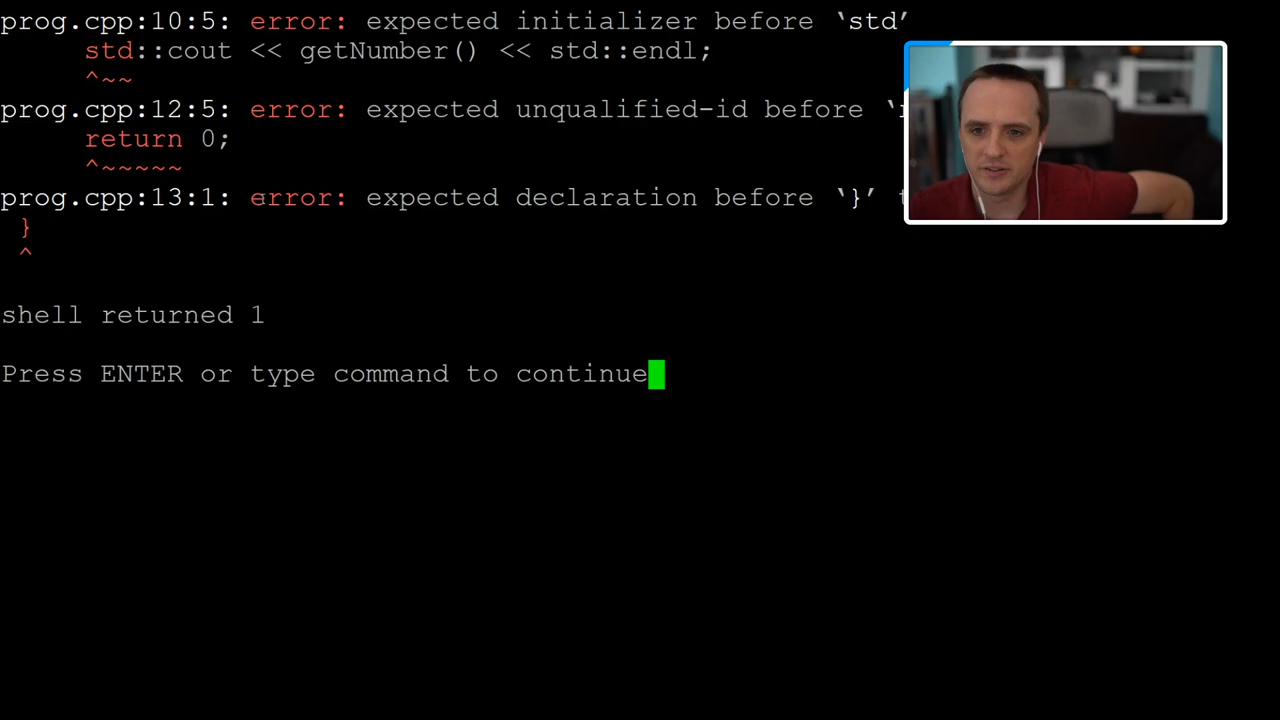 prog.cpp:10:5: error: expected initializer before ‘std’
std::cout << getNumber() << std::endl;
^~~
prog.cpp:12:5: error: expected unqualified-id before
return 0;
^~~~~~
prog.cpp:13:1: error: expected declaration before ‘}’
}
^
shell returned 1
Press ENTER or type command to continue